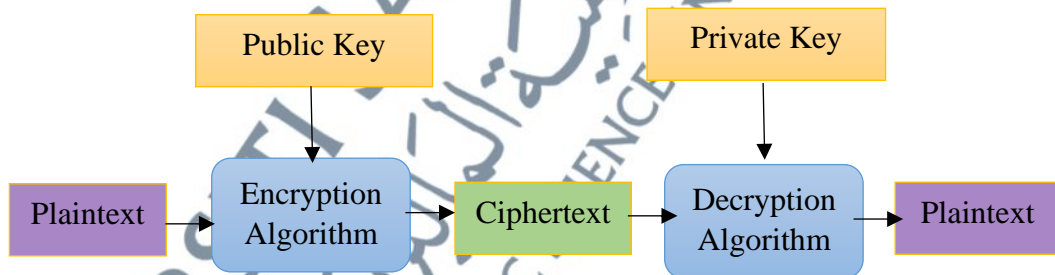 Public Key
Private Key
Plaintext
Encryption
Algorithm
Ciphertext
Decryption
Algorithm
Plaintext